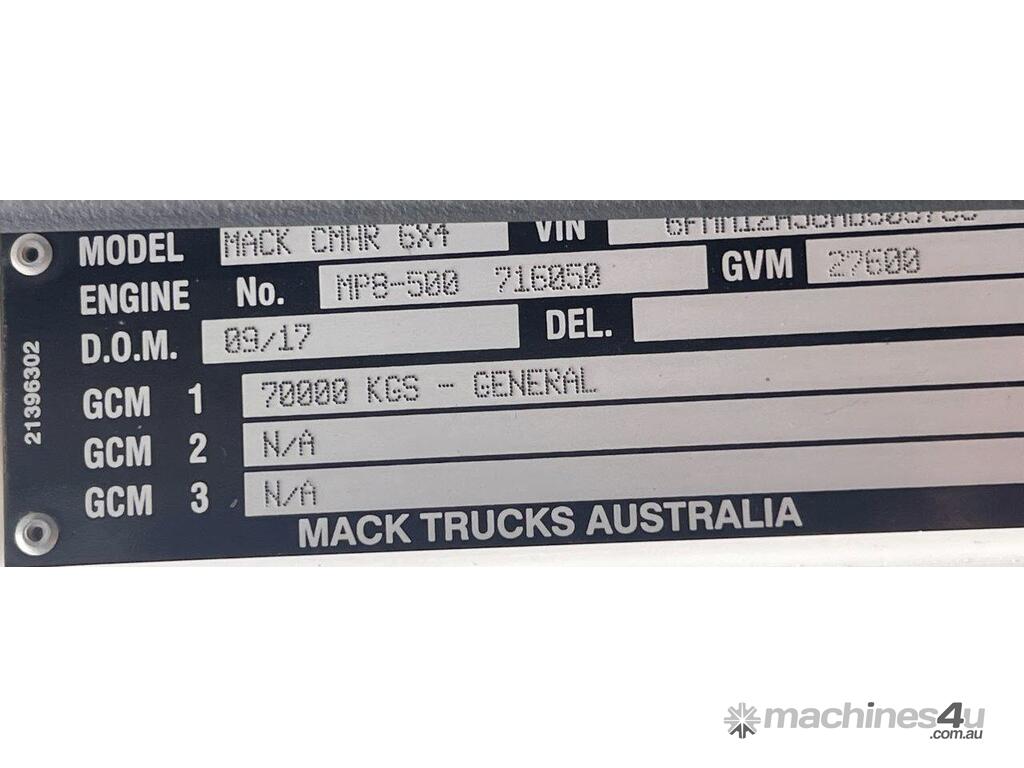 MODEL MACK CMHR 6X4 VIN
ENGINE No. MP8-500 716050 GVM 27600
D.O.M. 09/17 DEL.
GCM 1 70000 KGS - GENERAL
GCM 2 N/A
GCM 3 N/A
MACK TRUCKS AUSTRALIA
21396302
machines4u
.com.au